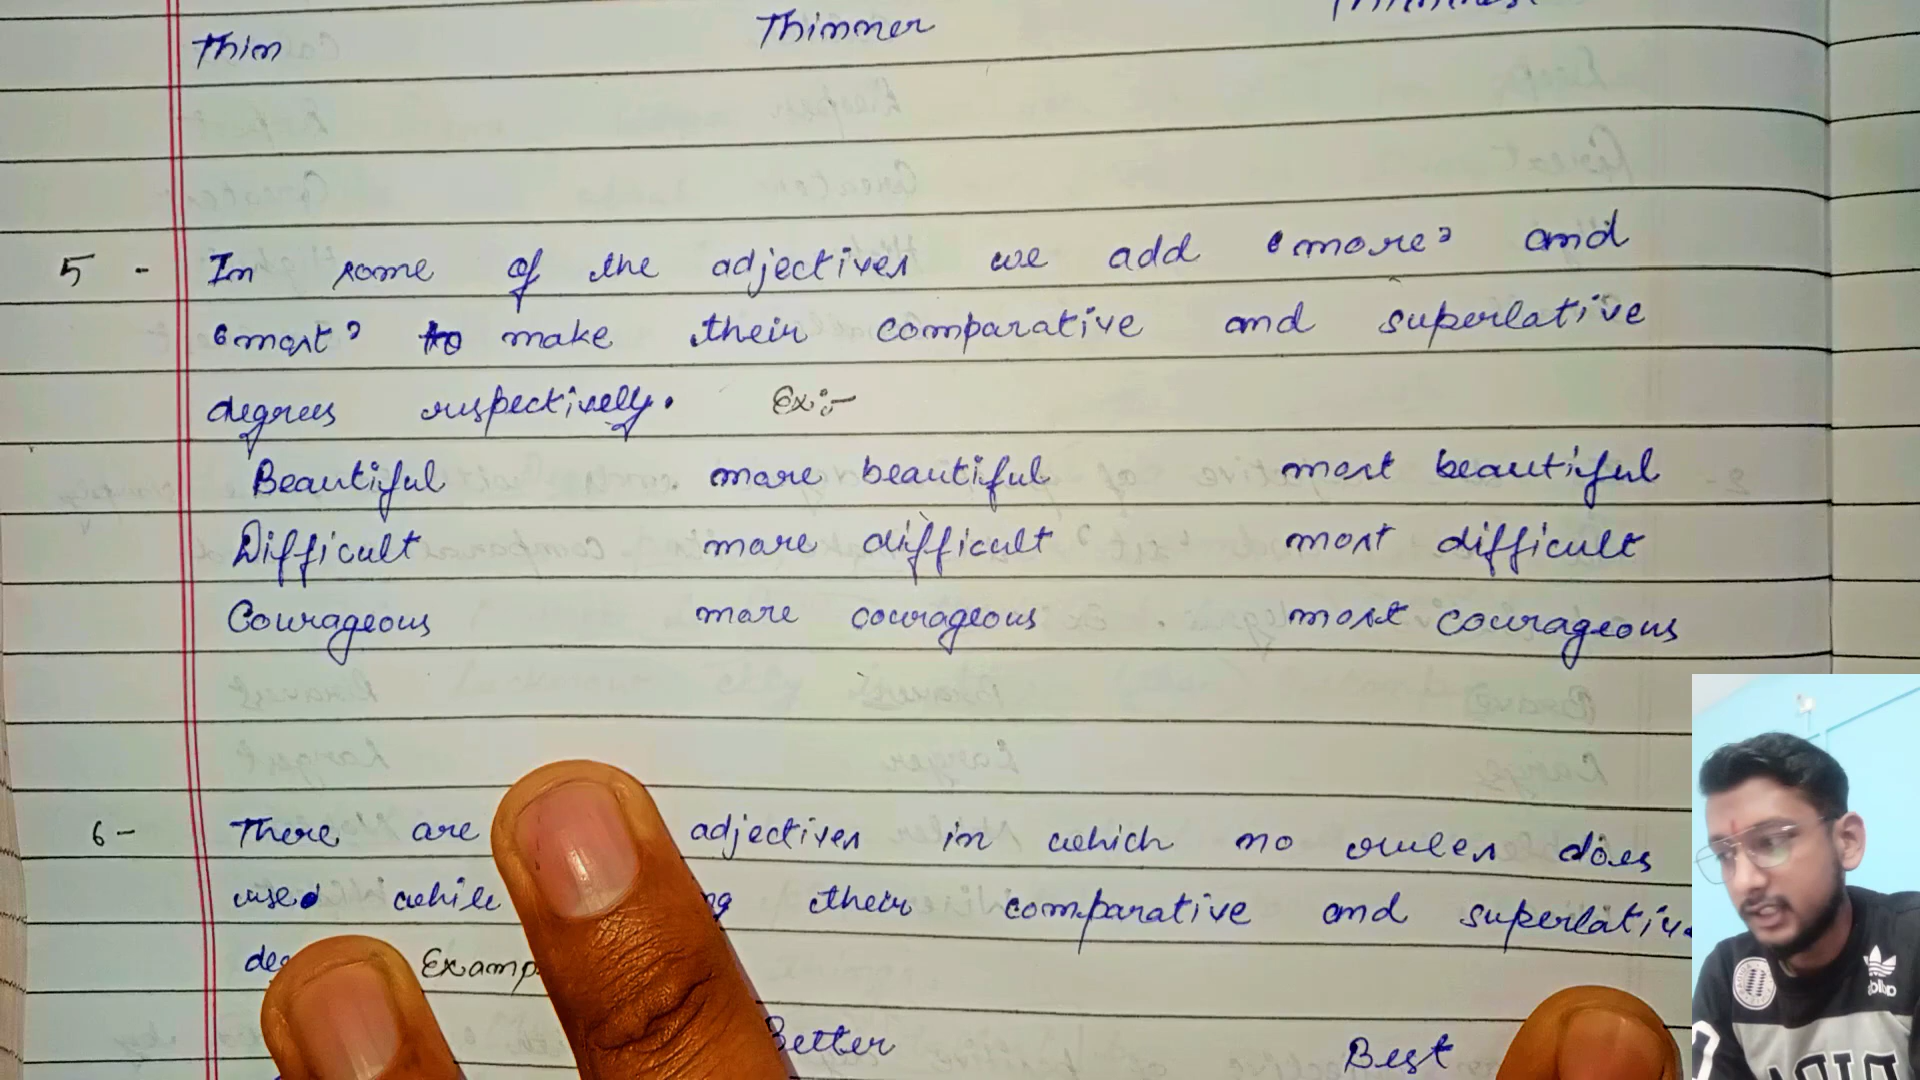 Thin Thinner Thinnest
5 - In some of the adjectives we add 'more' and
'most' to make their comparative and superlative
degrees respectively. Ex:-
Beautiful more beautiful most beautiful
Difficult more difficult most difficult
Courageous more courageous most courageous
6- There are adjectives in which no rules does
used while their comparative and superlative
Examp
Better Best